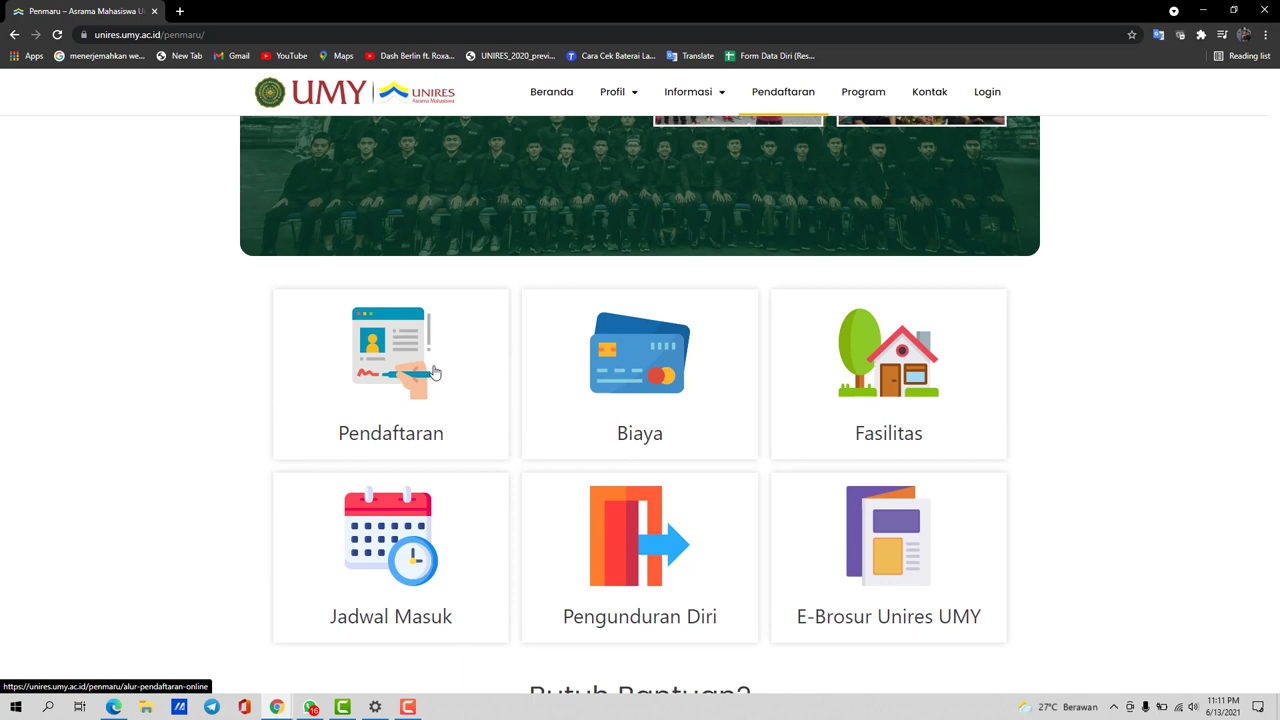 Penmaru – Asrama Mahasiswa U
unires.umy.ac.id/penmaru/
Apps
menerjemahkan we...
New Tab
Gmail
YouTube
Maps
Dash Berlin ft. Roxa...
UNIRES_2020_previ...
Cara Cek Baterai La...
Translate
Form Data Diri (Res...
Reading list
UMY
UNIRES
Asrama Mahasiswa
Beranda
Profil
Informasi
Pendaftaran
Program
Kontak
Login
Pendaftaran
Biaya
Fasilitas
Jadwal Masuk
Pengunduran Diri
E-Brosur Unires UMY
Butuh Bantuan?
https://unires.umy.ac.id/penmaru/alur-pendaftaran-online
16
27°C Berawan
11:11 PM
6/13/2021